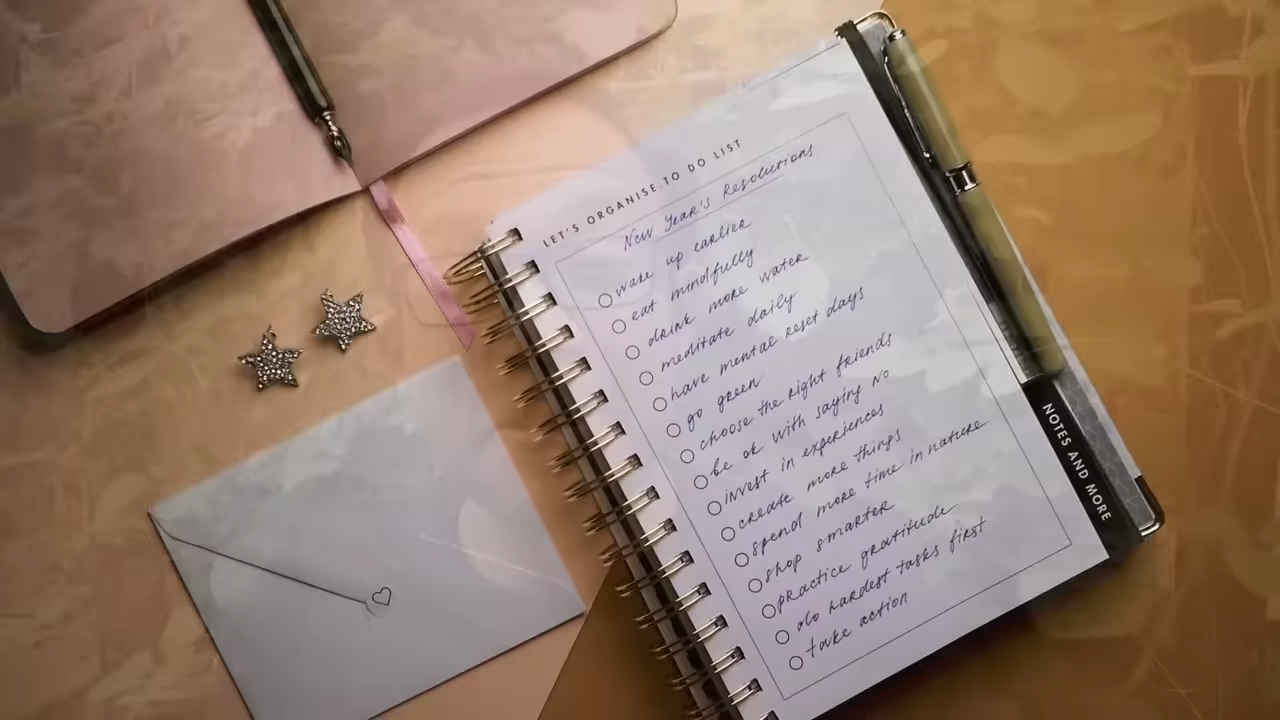 LET'S ORGANISE.TO DO LIST
New Year's Resolutions
wake up earlier
eat mindfully
drink more water
meditate daily
have mental reset days
go green
choose the right friends
be ok with saying NO
invest in experiences
create more things
spend more time in nature
shop smarter
practice gratitude
do hardest tasks first
take action
NOTES AND MORE